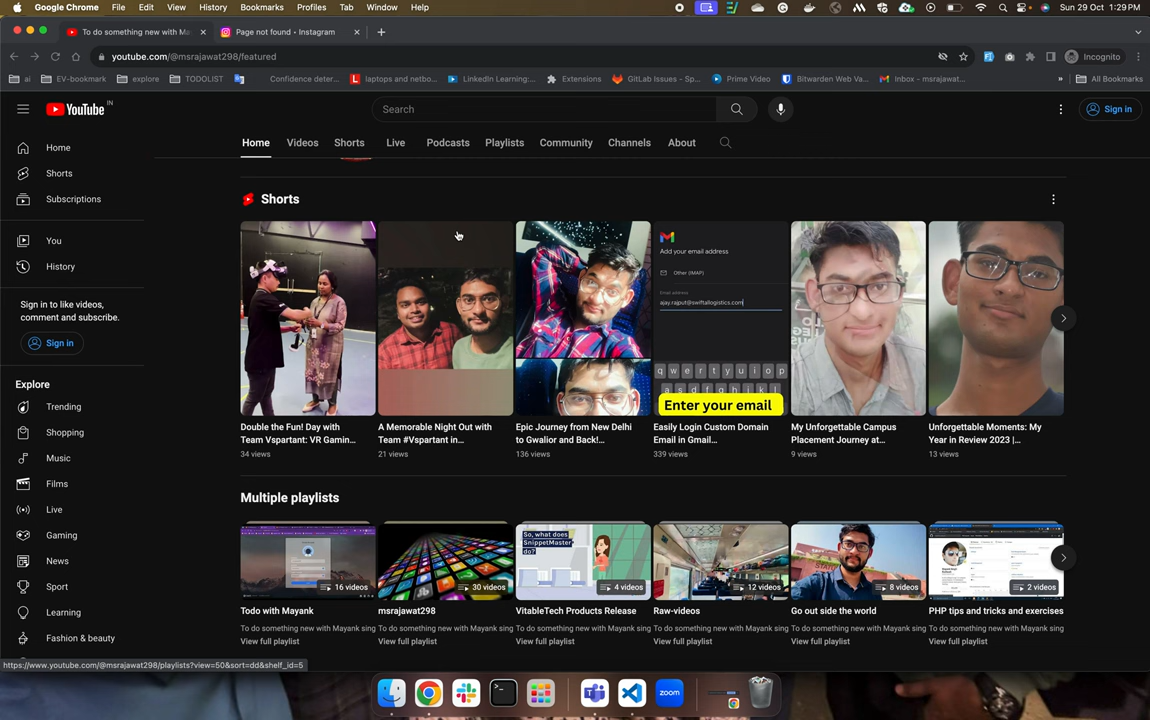 Google Chrome File Edit View History Bookmarks Profiles Tab Window Help
Sun 29 Oct 1:29 PM
To do something new with Ma
Page not found • Instagram
youtube.com/@msrajawat298/featured
Incognito
ai
EV-bookmark
explore
TODOLIST
Confidence deter...
laptops and netbo...
LinkedIn Learning:...
Extensions
GitLab Issues - Sp...
Prime Video
Bitwarden Web Va...
Inbox - msrajawat...
»
All Bookmarks
YouTube IN
Search
Sign in
Home Videos Shorts Live Podcasts Playlists Community Channels About
Home
Shorts
Subscriptions
You
History
Sign in to like videos,
comment and subscribe.
Sign in
Explore
Trending
Shopping
Music
Films
Live
Gaming
News
Sport
Learning
Fashion & beauty
Shorts
Add your email address
Other (IMAP)
Email address
ajay.rajput@swiftallogistics.com
q w e r t y u i o p
a s d f g h j k l
Enter your email
Double the Fun! Day with
Team Vspartant: VR Gamin...
34 views
A Memorable Night Out with
Team #Vspartant in...
21 views
Epic Journey from New Delhi
to Gwalior and Back!...
136 views
Easily Login Custom Domain
Email in Gmail...
339 views
My Unforgettable Campus
Placement Journey at...
9 views
Unforgettable Moments: My
Year in Review 2023 |...
13 views
Multiple playlists
16 videos
30 videos
So, what does
SnippetMaster
do?
4 videos
12 videos
8 videos
2 videos
Todo with Mayank
To do something new with Mayank sing
View full playlist
msrajawat298
To do something new with Mayank sing
View full playlist
VitableTech Products Release
To do something new with Mayank sing
View full playlist
Raw-videos
To do something new with Mayank sing
View full playlist
Go out side the world
To do something new with Mayank sing
View full playlist
PHP tips and tricks and exercises
To do something new with Mayank sing
View full playlist
https://www.youtube.com/@msrajawat298/playlists?view=50&sort=dd&shelf_id=5
zoom